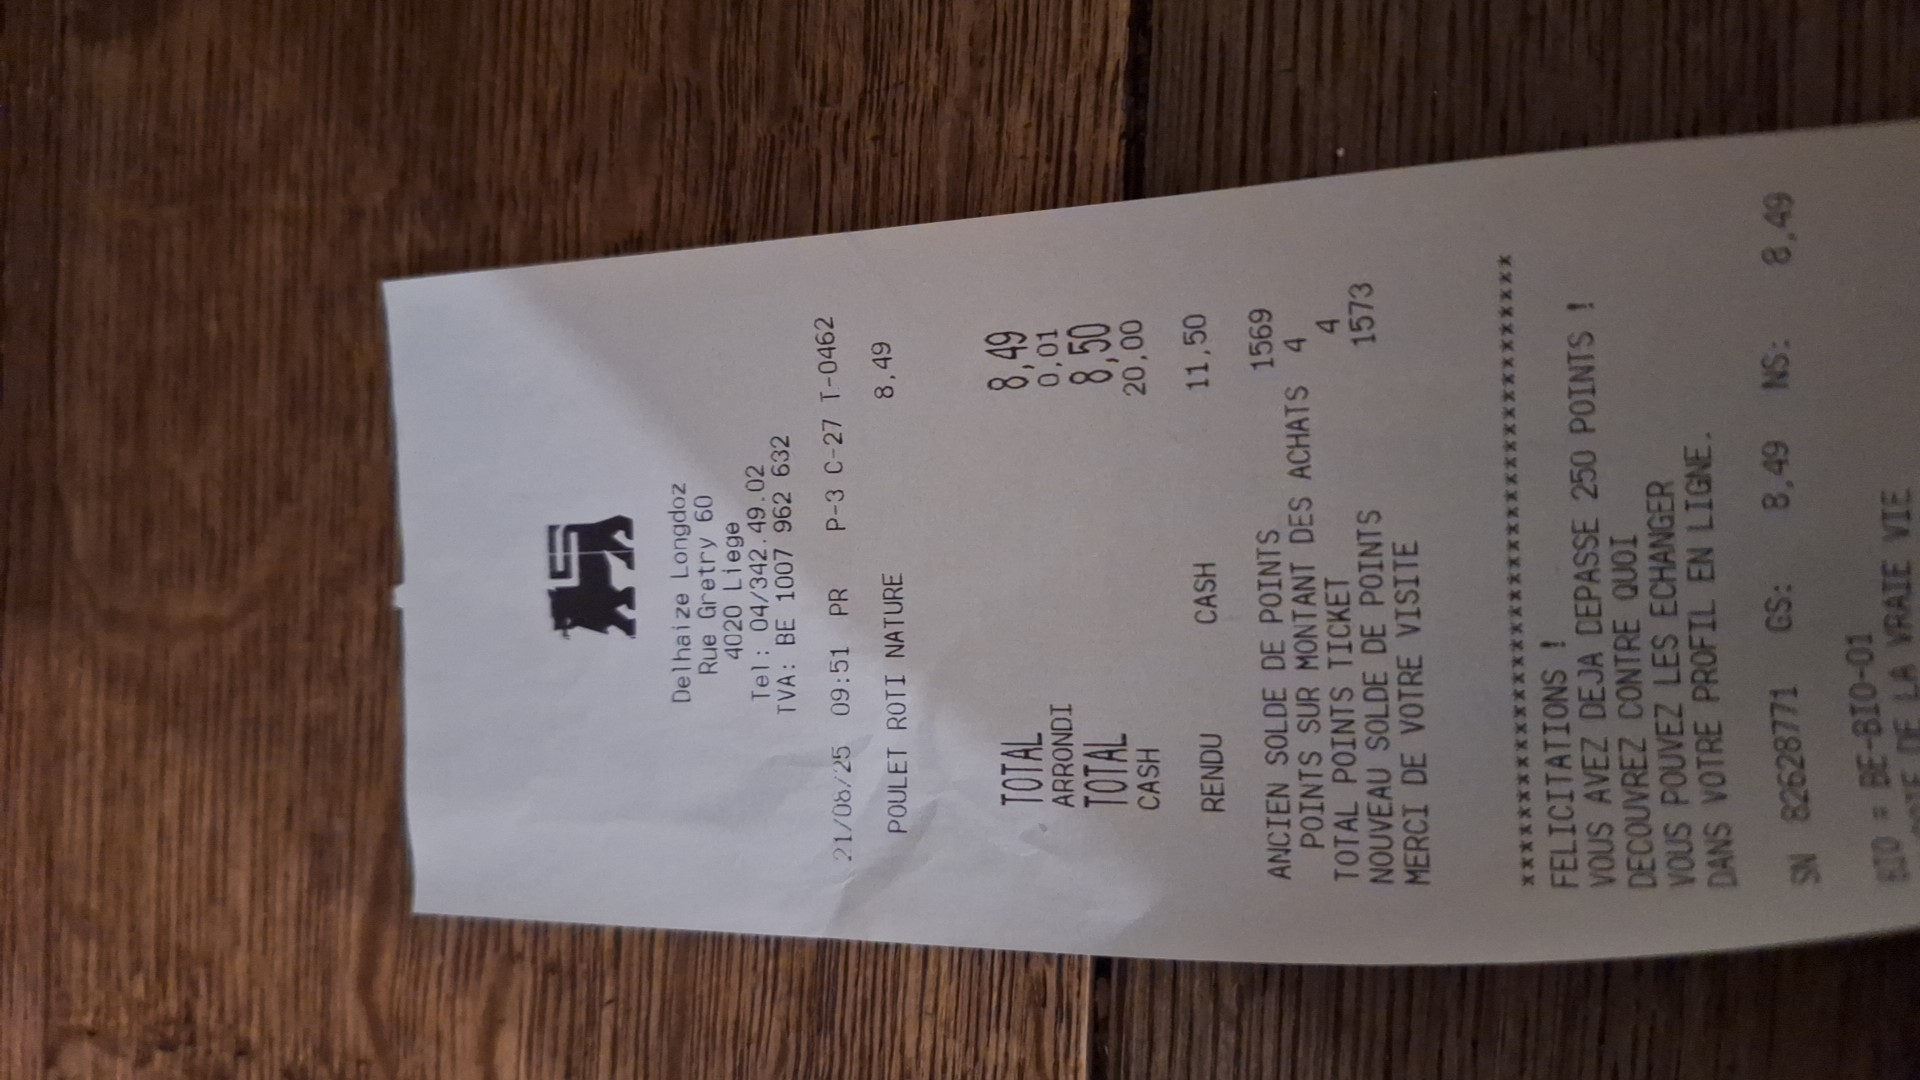 Delhaize Longdoz
Rue Gretry 60
4020 Liege
Tel: 04/342.49.02
TVA: BE 1007 962 632
21/08/25 09:51 PR P-3 C-27 T-0462
POULET ROTI NATURE 8,49
TOTAL 8,49
ARRONDI 0,01
TOTAL 8,50
CASH 20,00
RENDU CASH 11,50
ANCIEN SOLDE DE POINTS 1569
POINTS SUR MONTANT DES ACHATS 4
TOTAL POINTS TICKET 4
NOUVEAU SOLDE DE POINTS 1573
MERCI DE VOTRE VISITE
FELICITATIONS !
VOUS AVEZ DEJA DEPASSE 250 POINTS !
DECOUVREZ CONTRE QUOI
VOUS POUVEZ LES ECHANGER
DANS VOTRE PROFIL EN LIGNE.
SN 82628771 GS: 8,49 NS: 8,49
BIO = BE-BIO-01
DE LA VRAIE VIE